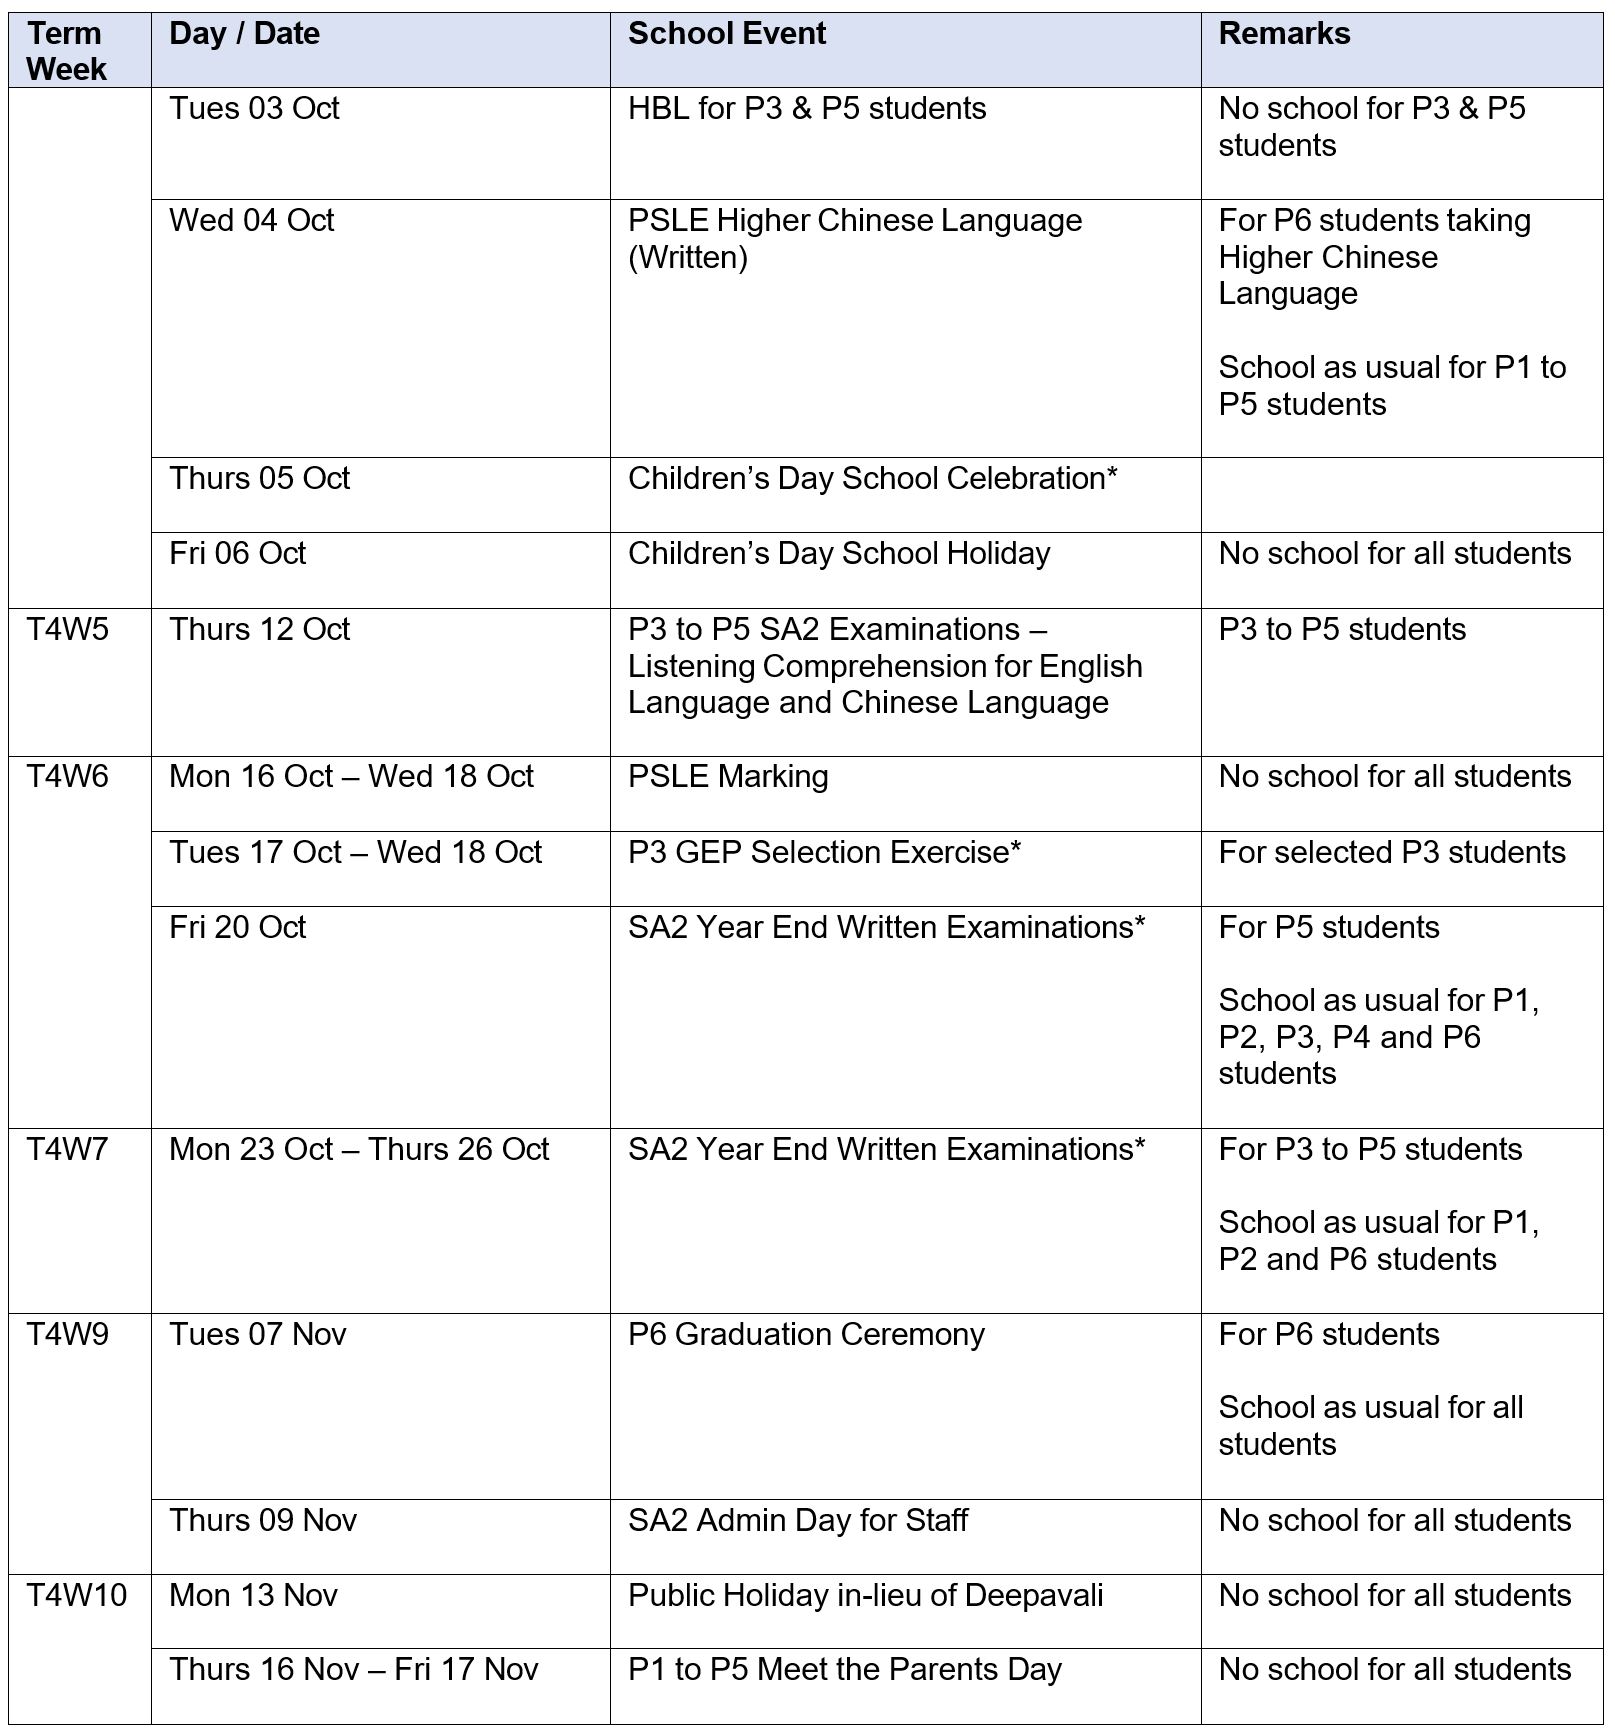 Term
Week
Day / Date
School Event
Remarks
Tues 03 Oct
HBL for P3 & P5 students
No school for P3 & P5
students
Wed 04 Oct
PSLE Higher Chinese Language
(Written)
For P6 students taking
Higher Chinese
Language
School as usual for P1 to
P5 students
Thurs 05 Oct
Children’s Day School Celebration*
Fri 06 Oct
Children’s Day School Holiday
No school for all students
T4W5
Thurs 12 Oct
P3 to P5 SA2 Examinations –
Listening Comprehension for English
Language and Chinese Language
P3 to P5 students
T4W6
Mon 16 Oct – Wed 18 Oct
PSLE Marking
No school for all students
Tues 17 Oct – Wed 18 Oct
P3 GEP Selection Exercise*
For selected P3 students
Fri 20 Oct
SA2 Year End Written Examinations*
For P5 students
School as usual for P1,
P2, P3, P4 and P6
students
T4W7
Mon 23 Oct – Thurs 26 Oct
SA2 Year End Written Examinations*
For P3 to P5 students
School as usual for P1,
P2 and P6 students
T4W9
Tues 07 Nov
P6 Graduation Ceremony
For P6 students
School as usual for all
students
Thurs 09 Nov
SA2 Admin Day for Staff
No school for all students
T4W10
Mon 13 Nov
Public Holiday in-lieu of Deepavali
No school for all students
Thurs 16 Nov – Fri 17 Nov
P1 to P5 Meet the Parents Day
No school for all students